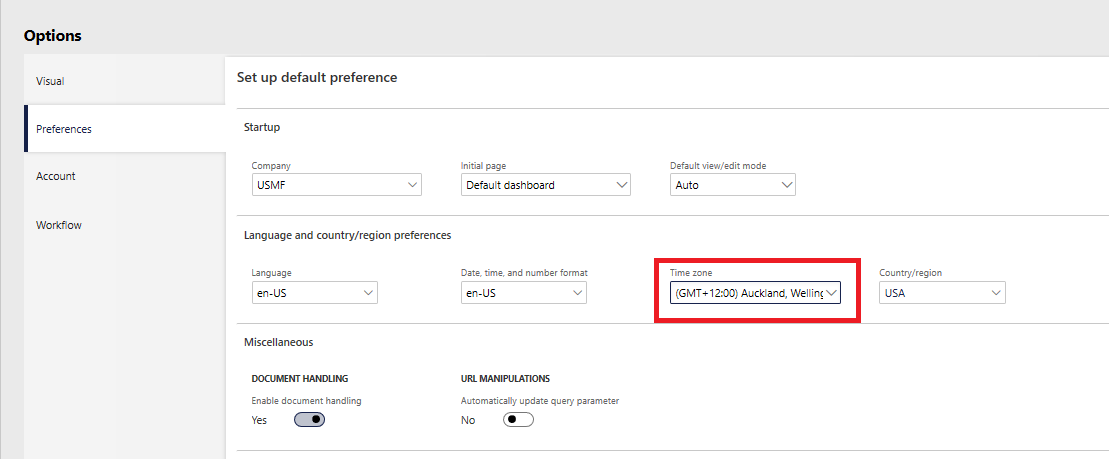 Options
Visual
Preferences
Account
Workflow
Set up default preference
Startup
Company Initial page Default view/edit mode
USMF Default dashboard Auto
Language and country/region preferences
Language Date, time, and number format Time zone Country/region
en-US en-US (GMT+12:00) Auckland, Welling USA
Miscellaneous
DOCUMENT HANDLING URL MANIPULATIONS
Enable document handling Automatically update query parameter
Yes No